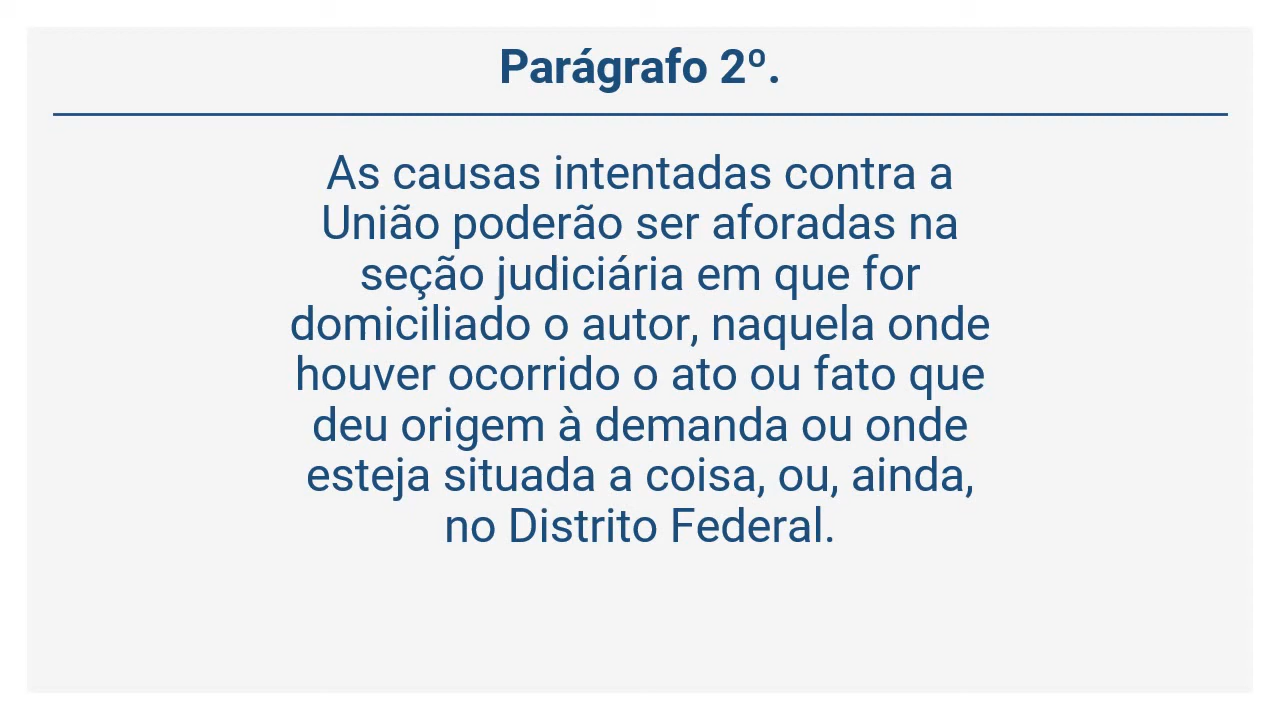 Parágrafo 2º.
As causas intentadas contra a
União poderão ser aforadas na
seção judiciária em que for
domiciliado o autor, naquela onde
houver ocorrido o ato ou fato que
deu origem à demanda ou onde
esteja situada a coisa, ou, ainda,
no Distrito Federal.